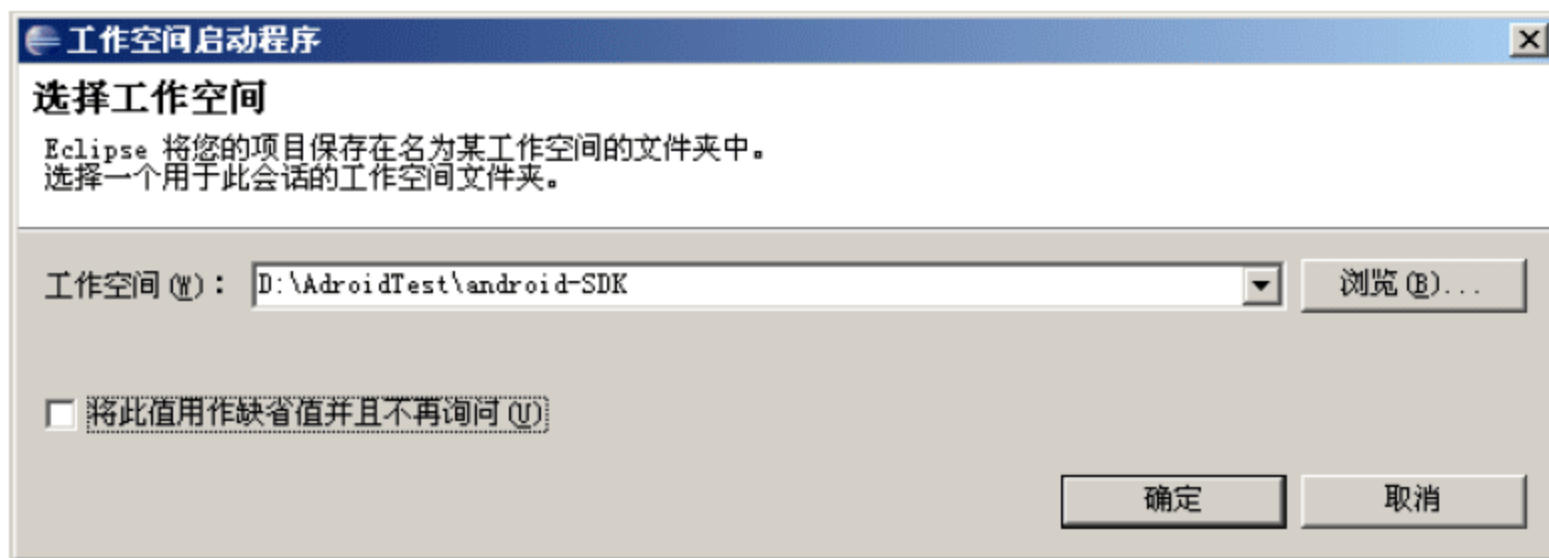 工作空间启动程序
选择工作空间
Eclipse 将您的项目保存在名为某工作空间的文件夹中。
选择一个用于此会话的工作空间文件夹。
工作空间(W): D:\AdroidTest\android-SDK 浏览(B)...
将此值用作缺省值并且不再询问(U)
确定 取消